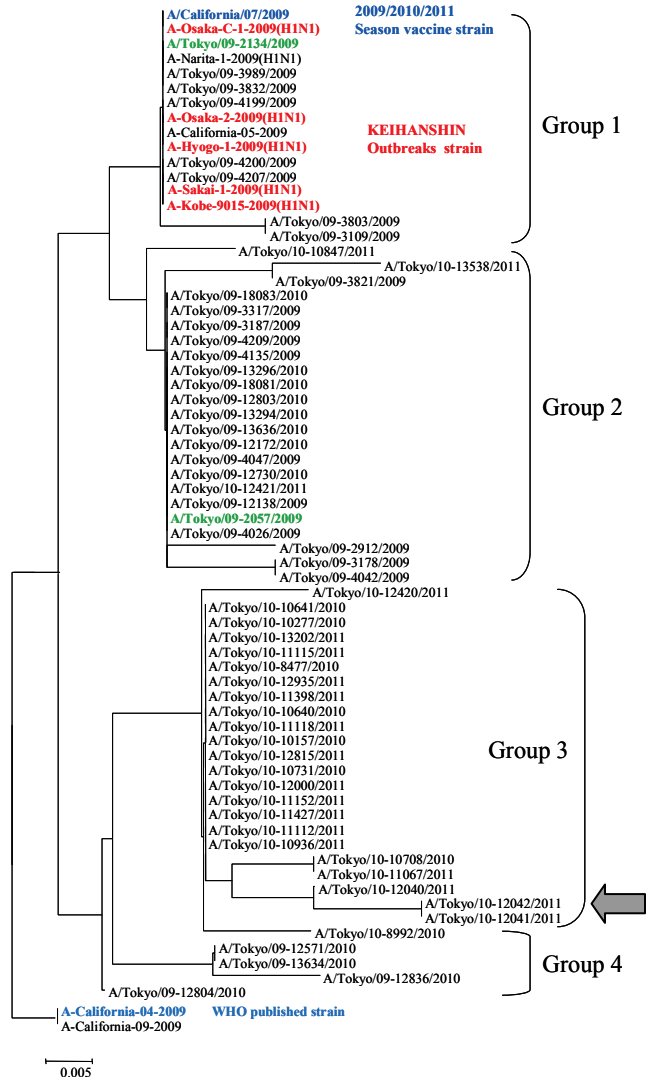 A/California/07/2009 2009/2010/2011
A-Osaka-C-1-2009(H1N1) Season vaccine strain
A/Tokyo/09-2134/2009
A-Narita-1-2009(H1N1)
A/Tokyo/09-3989/2009
A/Tokyo/09-3832/2009
A/Tokyo/09-4199/2009
A-Osaka-2-2009(H1N1)
Group 1
A-California-05-2009 KEIHANSHIN
A-Hyogo-1-2009(H1N1) Outbreaks strain
A/Tokyo/09-4200/2009
A/Tokyo/09-4207/2009
A-Sakai-1-2009(H1N1)
A-Kobe-9015-2009(H1N1)
A/Tokyo/09-3803/2009
A/Tokyo/09-3109/2009
A/Tokyo/10-10847/2011
A/Tokyo/10-13538/2011
A/Tokyo/09-3821/2009
A/Tokyo/09-18083/2010
A/Tokyo/09-3317/2009
A/Tokyo/09-3187/2009
A/Tokyo/09-4209/2009
A/Tokyo/09-4135/2009
A/Tokyo/09-13296/2010
A/Tokyo/09-18081/2010
A/Tokyo/09-12803/2010
Group 2
A/Tokyo/09-13294/2010
A/Tokyo/09-13636/2010
A/Tokyo/09-12172/2010
A/Tokyo/09-4047/2009
A/Tokyo/09-12730/2010
A/Tokyo/10-12421/2011
A/Tokyo/09-12138/2009
A/Tokyo/09-2057/2009
A/Tokyo/09-4026/2009
A/Tokyo/09-2912/2009
A/Tokyo/09-3178/2009
A/Tokyo/09-4042/2009
A/Tokyo/10-12420/2011
A/Tokyo/10-10641/2010
A/Tokyo/10-10277/2010
A/Tokyo/10-13202/2011
A/Tokyo/10-11115/2011
A/Tokyo/10-8477/2010
A/Tokyo/10-12935/2011
A/Tokyo/10-11398/2011
A/Tokyo/10-10640/2010
A/Tokyo/10-11118/2011
A/Tokyo/10-10157/2010
Group 3
A/Tokyo/10-12815/2011
A/Tokyo/10-10731/2010
A/Tokyo/10-12000/2011
A/Tokyo/10-11152/2011
A/Tokyo/10-11427/2011
A/Tokyo/10-11112/2011
A/Tokyo/10-10936/2011
A/Tokyo/10-10708/2010
A/Tokyo/10-11067/2011
A/Tokyo/10-12040/2011
A/Tokyo/10-12042/2011
A/Tokyo/10-12041/2011
A/Tokyo/10-8992/2010
A/Tokyo/09-12571/2010
A/Tokyo/09-13634/2010
Group 4
A/Tokyo/09-12836/2010
A/Tokyo/09-12804/2010
A-California-04-2009 WHO published strain
A-California-09-2009
0.005